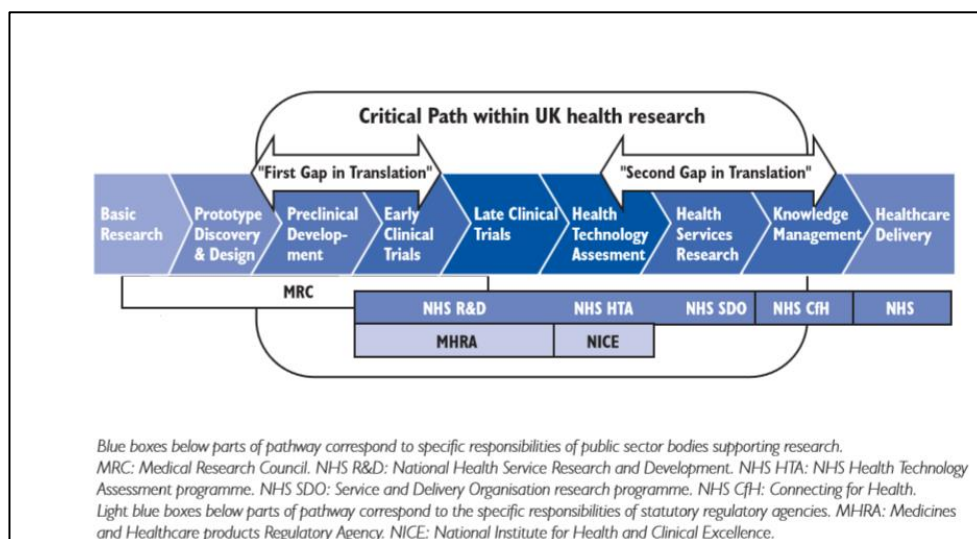 Critical Path within UK health research
"First Gap in Translation"
"Second Gap in Translation"
Basic
Research
Prototype
Discovery
& Design
Preclinical
Develop-
ment
Early
Clinical
Trials
Late Clinical
Trials
Health
Technology
Assesment
Health
Services
Research
Knowledge
Management
Healthcare
Delivery
MRC
NHS R&D
NHS HTA
NHS SDO
NHS CfH
NHS
MHRA
NICE
Blue boxes below parts of pathway correspond to specific responsibilities of public sector bodies supporting research.
MRC: Medical Research Council. NHS R&D: National Health Service Research and Development. NHS HTA: NHS Health Technology
Assessment programme. NHS SDO: Service and Delivery Organisation research programme. NHS CfH: Connecting for Health.
Light blue boxes below parts of pathway correspond to the specific responsibilities of statutory regulatory agencies. MHRA: Medicines
and Healthcare products Regulatory Agency. NICE: National Institute for Health and Clinical Excellence.